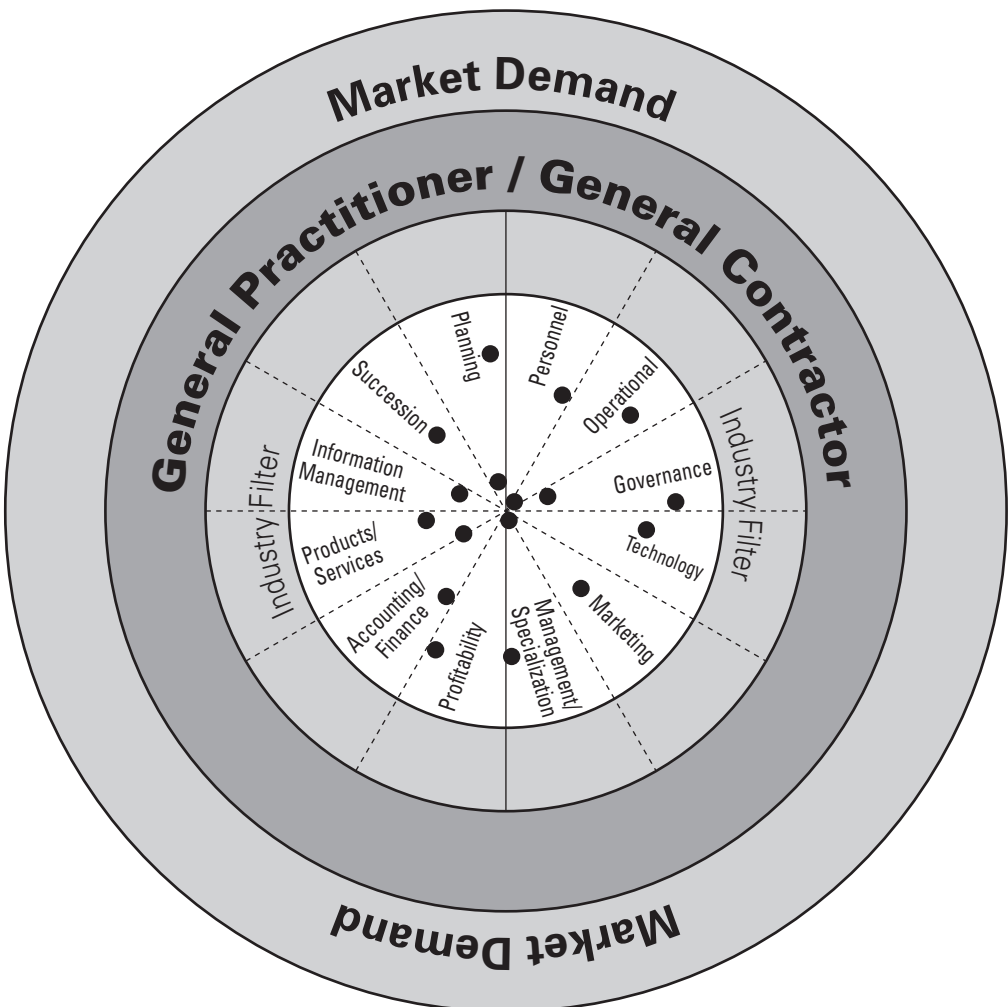 Market Demand
General Practitioner / General Contractor
Planning
Personnel
Succession
Operational
Information
Management
Governance
Industry Filter
Industry Filter
Products/
Services
Technology
Accounting/
Finance
Marketing
Profitability
Management/
Specialization
Market Demand